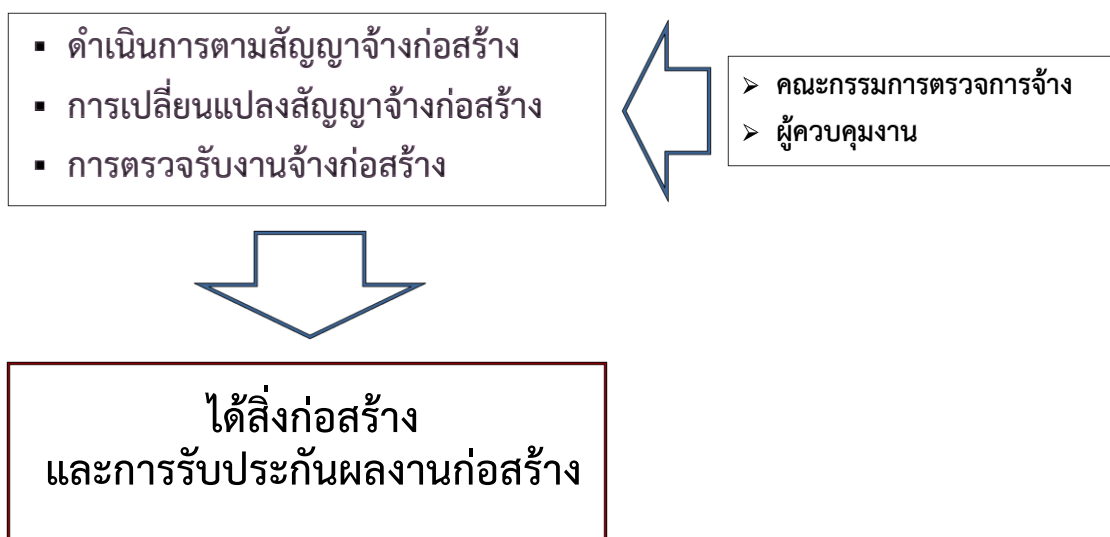 ▪ ดำเนินการตามสัญญาจ้างก่อสร้าง
▪ การเปลี่ยนแปลงสัญญาจ้างก่อสร้าง
▪ การตรวจรับงานจ้างก่อสร้าง
➢ คณะกรรมการตรวจการจ้าง
➢ ผู้ควบคุมงาน
ได้สิ่งก่อสร้าง
และการรับประกันผลงานก่อสร้าง